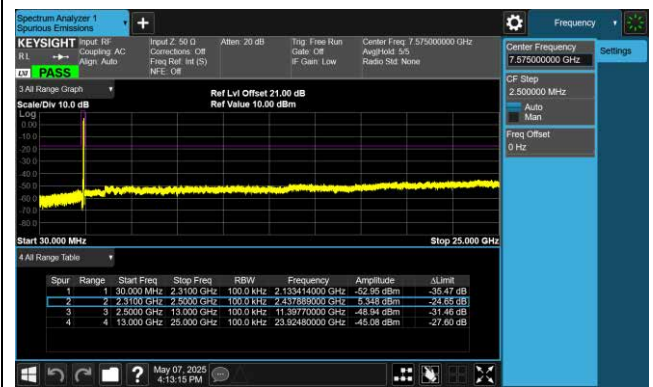 Spectrum Analyzer 1
Spurious Emissions
Frequency
KEYSIGHT Input: RF Input Z: 50 Ω Atten: 20 dB Trig: Free Run Center Freq: 7.575000000 GHz
RL Coupling: AC Corrections: Off Gate: Off Avg|Hold: 5/5
Align: Auto Freq Ref: Int (S) IF Gain: Low Radio Std: None
NFE: Off
LXI PASS
Center Frequency
7.575000000 GHz
Settings
CF Step
2.500000 MHz
Auto
Man
Freq Offset
0 Hz
3 All Range Graph
Ref Lvl Offset 21.00 dB
Scale/Div 10.0 dB Ref Value 10.00 dBm
Log
0.00
-10.0
-20.0
-30.0
-40.0
-50.0
-60.0
-70.0
-80.0
Start 30.000 MHz Stop 25.000 GHz
4 All Range Table
Spur Range Start Freq Stop Freq RBW Frequency Amplitude ΔLimit
1 1 30.000 MHz 2.3100 GHz 100.0 kHz 2.133414000 GHz -52.95 dBm -35.47 dB
2 2 2.3100 GHz 2.5000 GHz 100.0 kHz 2.437889000 GHz 5.348 dBm -24.65 dB
3 3 2.5000 GHz 13.000 GHz 100.0 kHz 11.39770000 GHz -48.94 dBm -31.46 dB
4 4 13.000 GHz 25.000 GHz 100.0 kHz 23.92480000 GHz -45.08 dBm -27.60 dB
May 07, 2025
4:13:15 PM